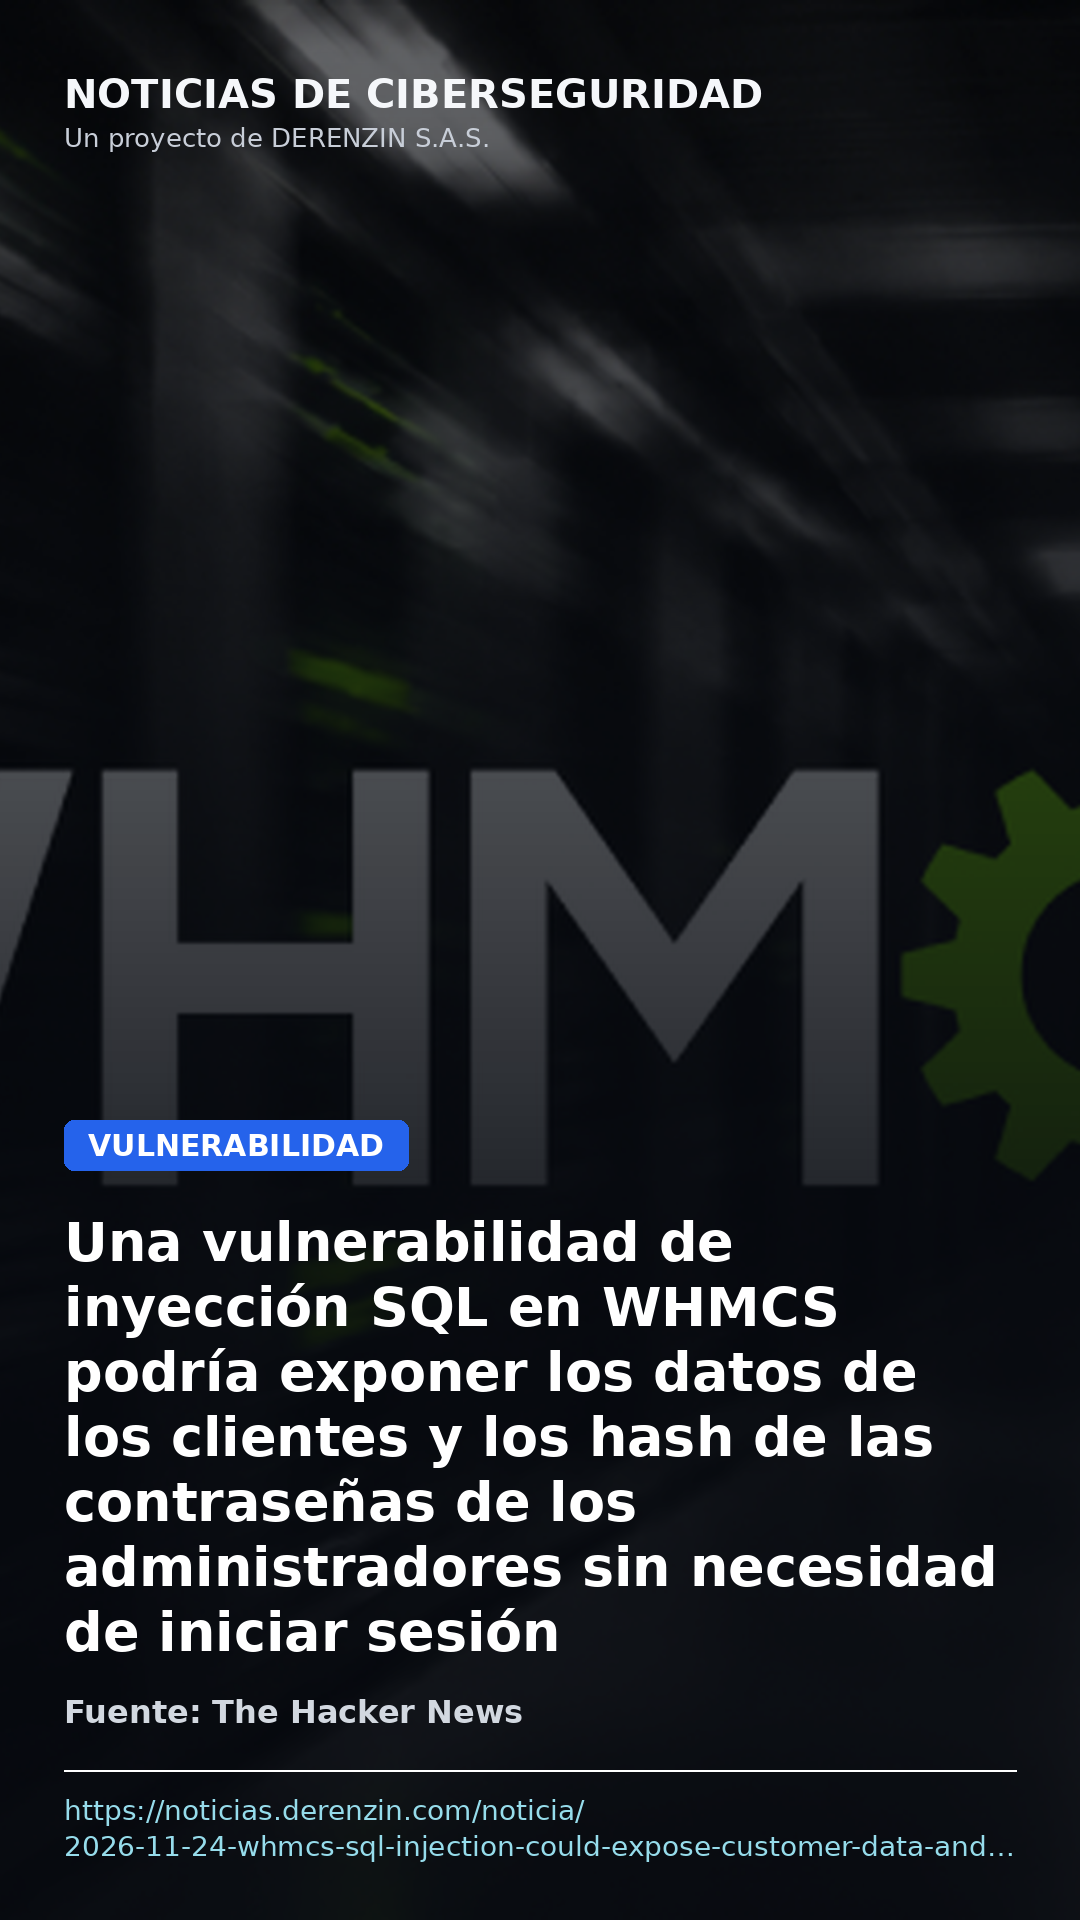 NOTICIAS DE CIBERSEGURIDAD
Un proyecto de DERENZIN S.A.S.
WHMC
VULNERABILIDAD
Una vulnerabilidad de
inyección SQL en WHMCS
podría exponer los datos de
los clientes y los hash de las
contraseñas de los
administradores sin necesidad
de iniciar sesión
Fuente: The Hacker News
https://noticias.derenzin.com/noticia/
2026-11-24-whmcs-sql-injection-could-expose-customer-data-and...